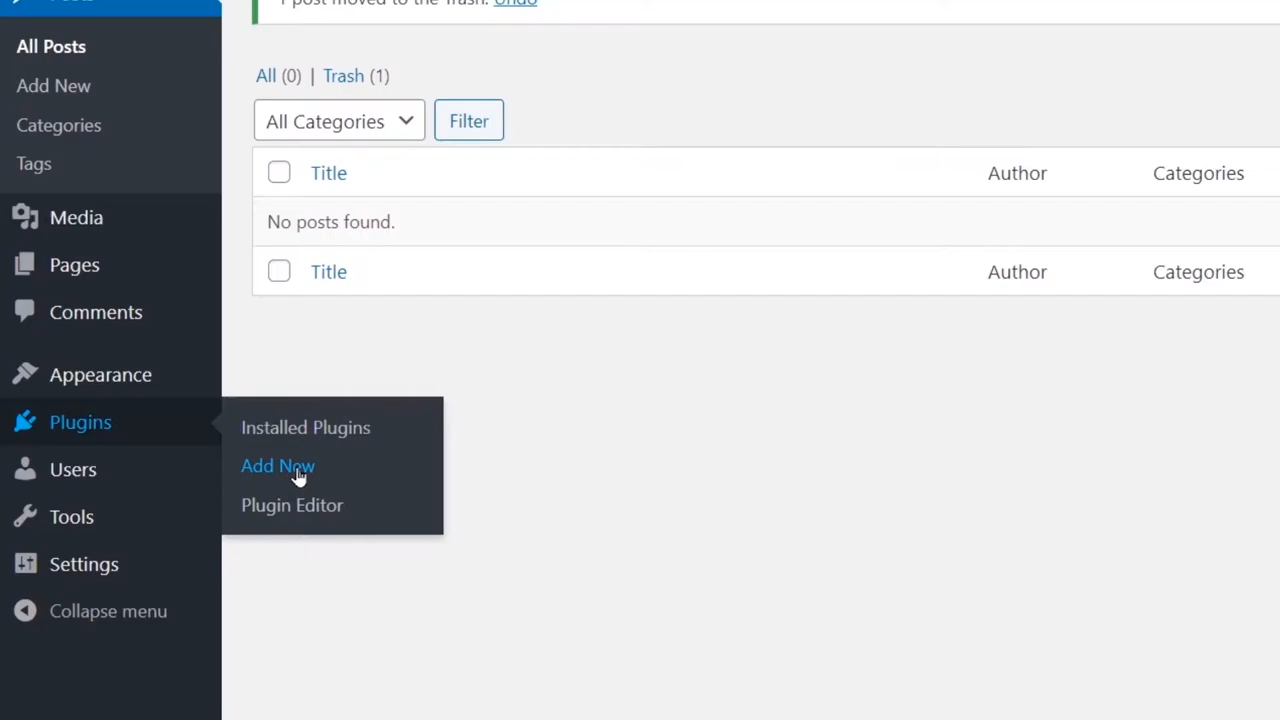 Posts
1 post moved to the Trash. Undo
All Posts
Add New
Categories
Tags
Media
Pages
Comments
Appearance
Plugins
Users
Tools
Settings
Collapse menu
Installed Plugins
Add New
Plugin Editor
All (0) | Trash (1)
All Categories Filter
Title Author Categories
No posts found.
Title Author Categories